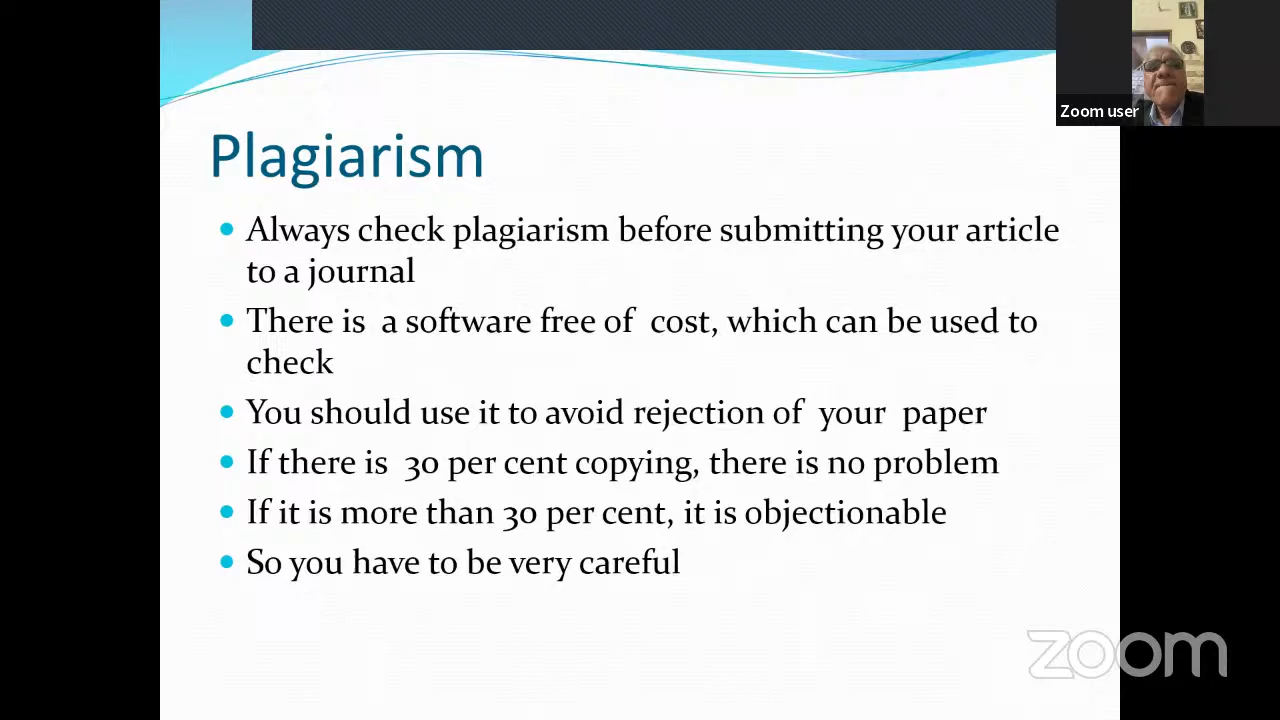 Zoom user
Plagiarism
Always check plagiarism before submitting your article
to a journal
There is a software free of cost, which can be used to
check
You should use it to avoid rejection of your paper
If there is 30 per cent copying, there is no problem
If it is more than 30 per cent, it is objectionable
So you have to be very careful
zoom